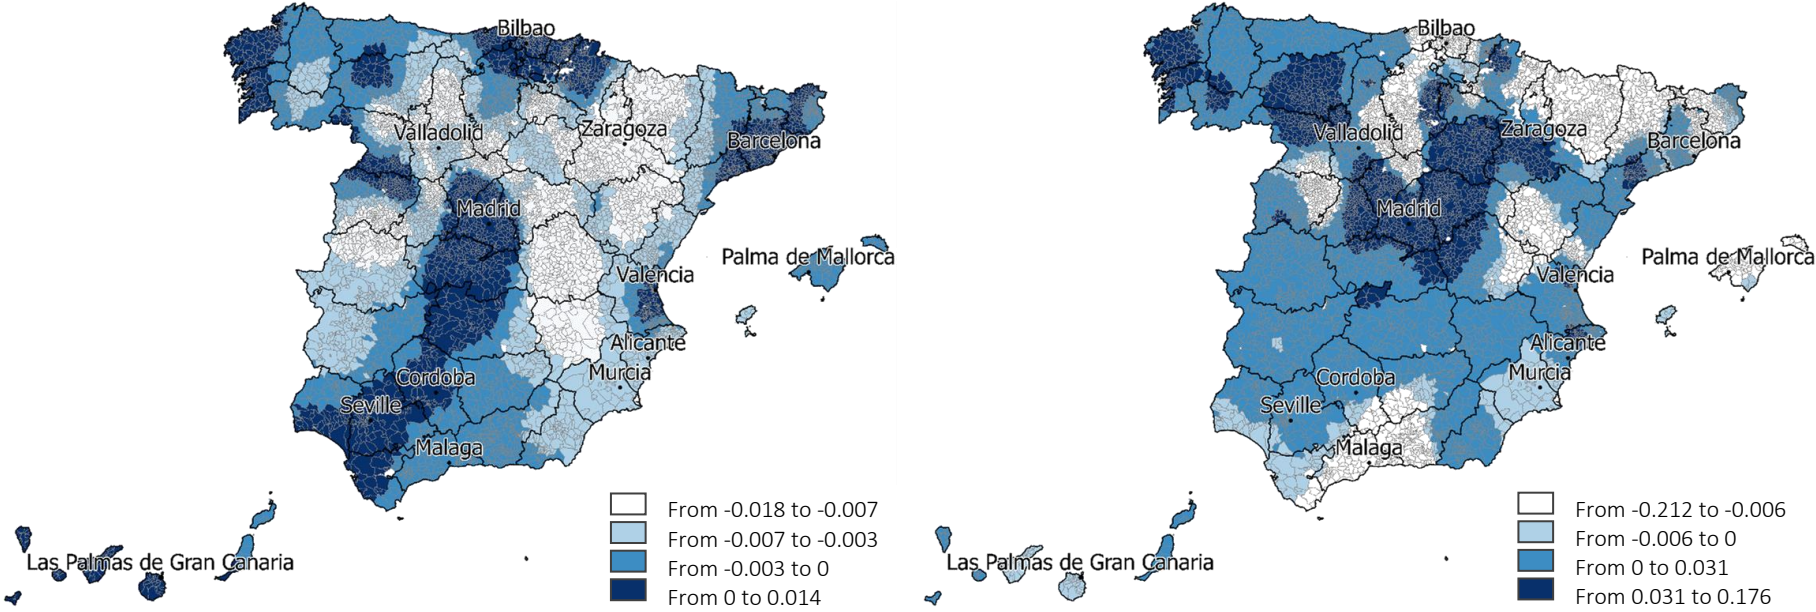 Bilbao
Valladolid
Zaragoza
Barcelona
Madrid
Palma de Mallorca
Valencia
Alicante
Murcia
Cordoba
Seville
Malaga
Las Palmas de Gran Canaria
From -0.018 to -0.007
From -0.007 to -0.003
From -0.003 to 0
From 0 to 0.014
Bilbao
Valladolid
Zaragoza
Barcelona
Madrid
Palma de Mallorca
Valencia
Alicante
Murcia
Cordoba
Seville
Malaga
Las Palmas de Gran Canaria
From -0.212 to -0.006
From -0.006 to 0
From 0 to 0.031
From 0.031 to 0.176